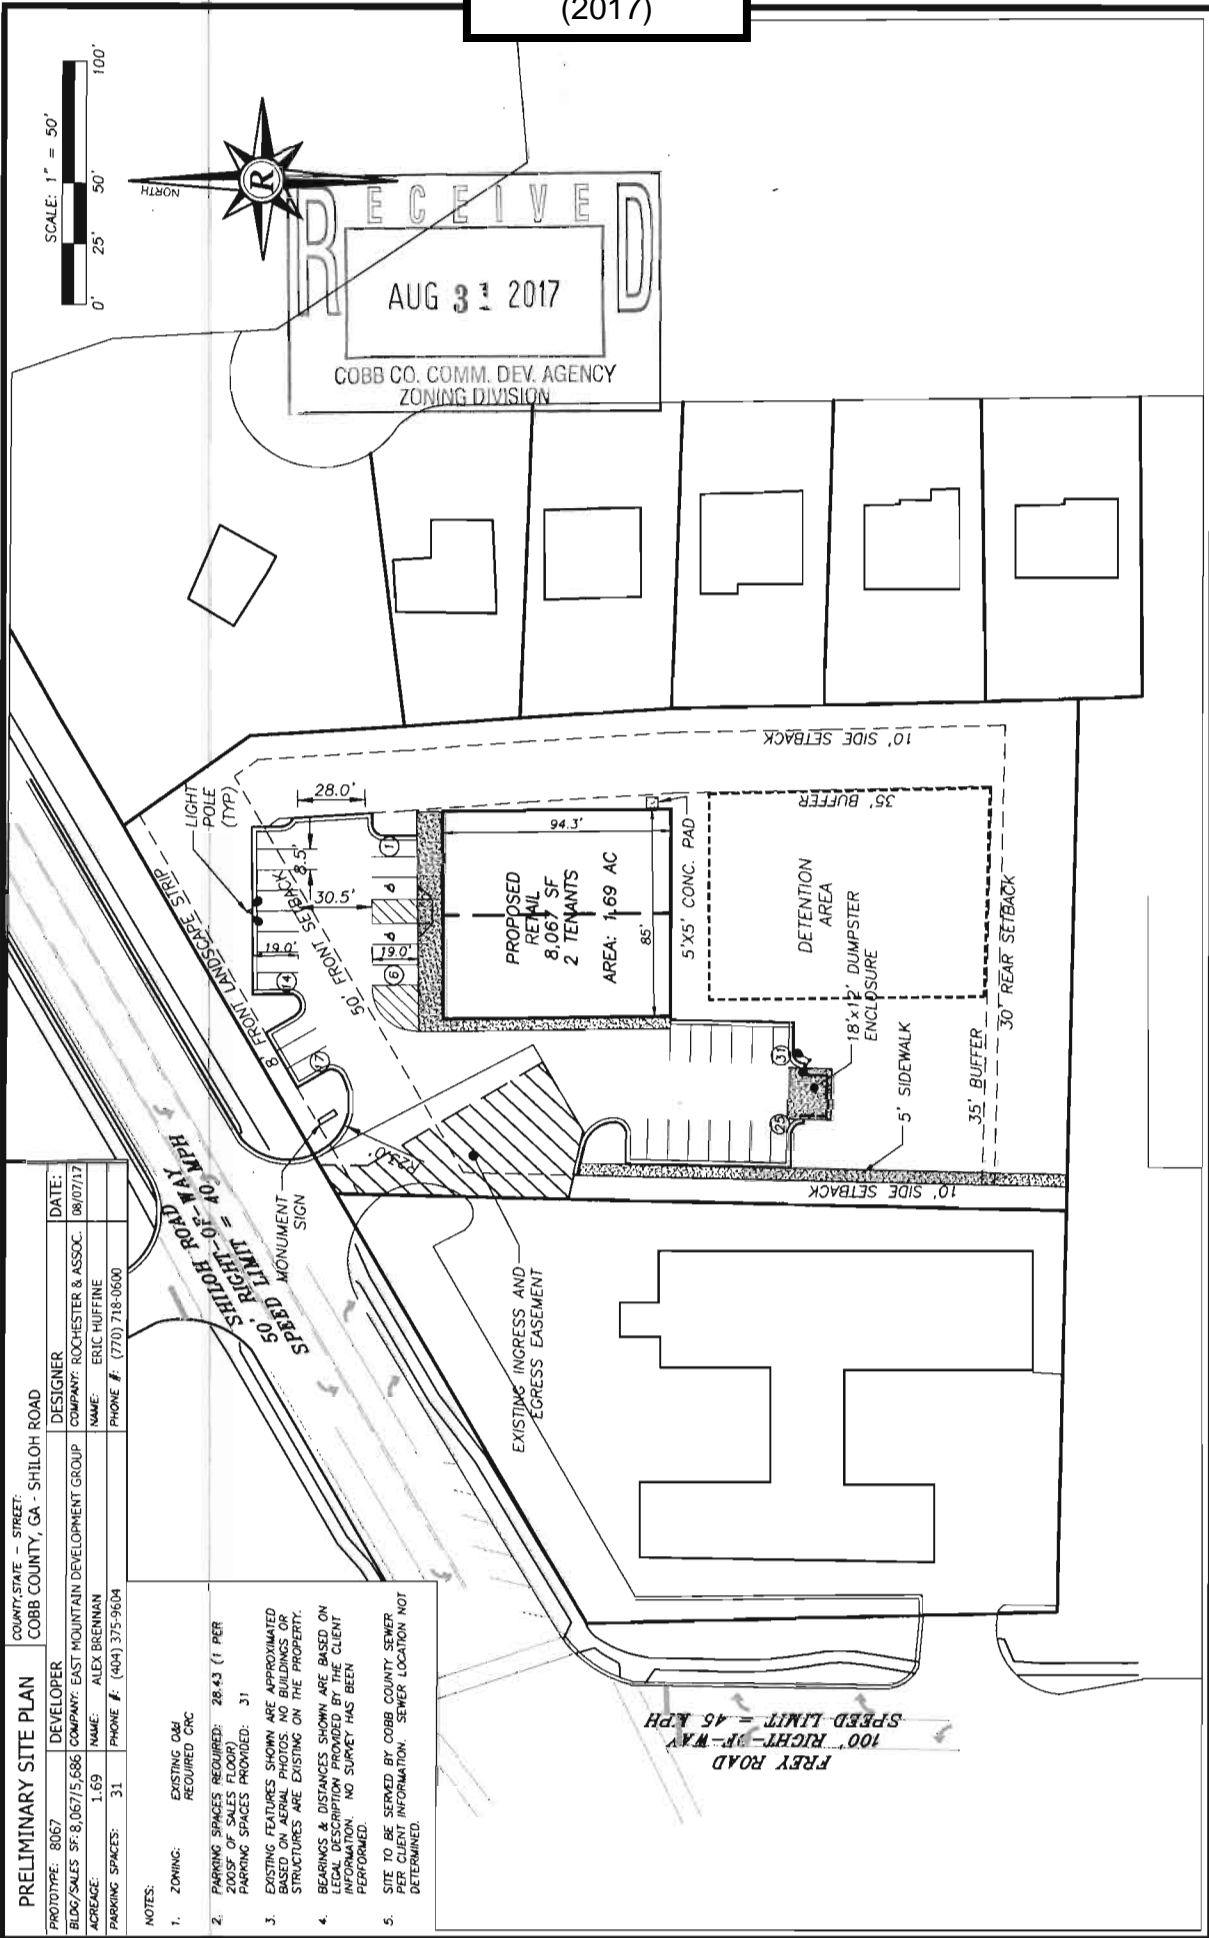 (2017)
PRELIMINARY SITE PLAN
COUNTY,STATE - STREET:
COBB COUNTY, GA - SHILOH ROAD
PROTOTYPE: 8067
DEVELOPER
DESIGNER
DATE:
BLDG/SALES SF: 8,067/5,686
COMPANY: EAST MOUNTAIN DEVELOPMENT GROUP
COMPANY: ROCHESTER & ASSOC.
08/07/17
ACREAGE: 1.69
NAME: ALEX BRENNAN
NAME: ERIC HUFFINE
PARKING SPACES: 31
PHONE #: (404) 375-9604
PHONE #: (770) 718-0600
NOTES:
1. ZONING: EXISTING O&I
REQUIRED CRC
2. PARKING SPACES REQUIRED: 28.43 (1 PER
200SF OF SALES FLOOR)
PARKING SPACES PROVIDED: 31
3. EXISTING FEATURES SHOWN ARE APPROXIMATED
BASED ON AERIAL PHOTOS. NO BUILDINGS OR
STRUCTURES ARE EXISTING ON THE PROPERTY.
4. BEARINGS & DISTANCES SHOWN ARE BASED ON
LEGAL DESCRIPTION PROVIDED BY THE CLIENT
INFORMATION. NO SURVEY HAS BEEN
PERFORMED.
5. SITE TO BE SERVED BY COBB COUNTY SEWER
PER CLIENT INFORMATION. SEWER LOCATION NOT
DETERMINED.
SCALE: 1" = 50'
0' 25' 50' 100'
NORTH
R
RECEIVED
AUG 31 2017
COBB CO. COMM. DEV. AGENCY
ZONING DIVISION
SHILOH ROAD
50' RIGHT-OF-WAY
SPEED LIMIT = 40 MPH
MONUMENT
SIGN
8' FRONT LANDSCAPE STRIP
50' FRONT SETBACK
LIGHT
POLE
(TYP)
28.0'
8.5'
30.5'
19.0'
19.0'
1
6
14
17
R23.0'
94.3'
PROPOSED
RETAIL
8,067 SF
2 TENANTS
AREA: 1.69 AC
85'
5'X5' CONC. PAD
10' SIDE SETBACK
35' BUFFER
DETENTION
AREA
18'x12' DUMPSTER
ENCLOSURE
31
25
5' SIDEWALK
35' BUFFER
30' REAR SETBACK
10' SIDE SETBACK
EXISTING INGRESS AND
EGRESS EASEMENT
FREY ROAD
100' RIGHT-OF-WAY
SPEED LIMIT = 45 MPH